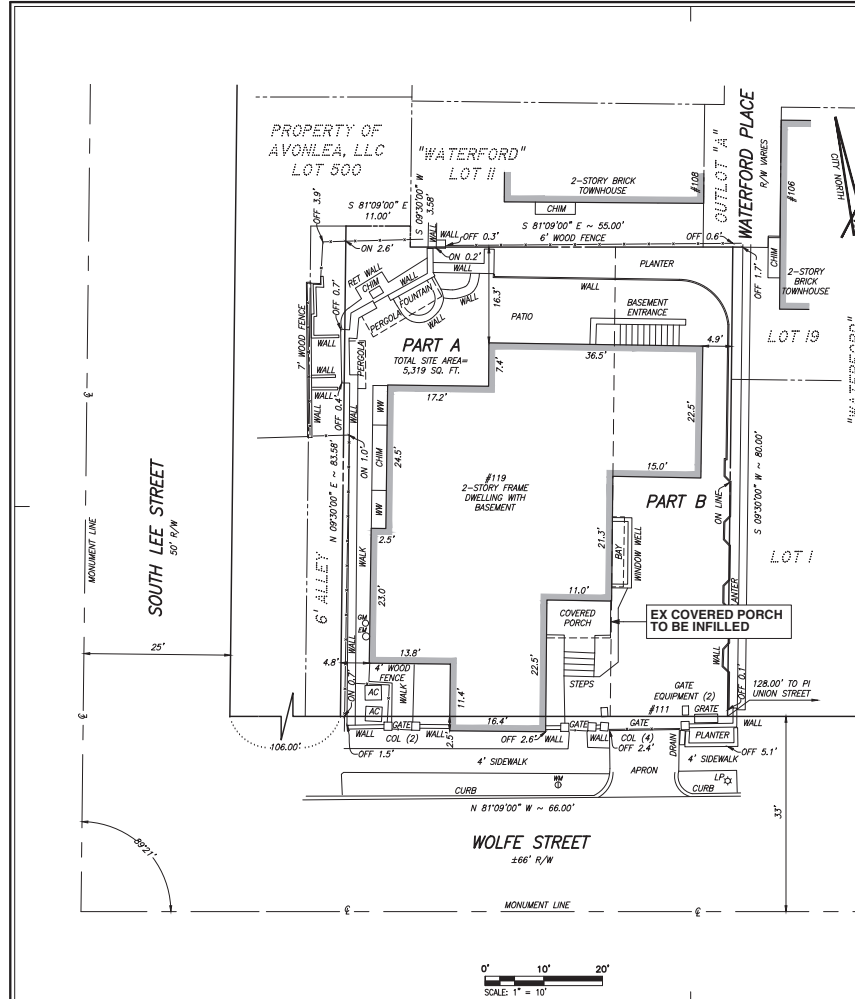 PROPERTY OF
AVONLEA, LLC
LOT 500
"WATERFORD"
LOT 11
2-STORY BRICK
TOWNHOUSE
#108
CHIM
OUTLOT "A"
WATERFORD PLACE
R/W VARIES
#106
CITY NORTH
CHIM
2-STORY
BRICK
TOWNHOUSE
LOT 19
S 81°09'00" E
11.00'
S 09°30'00" W
3.58'
S 81°09'00" E ~ 55.00'
6' WOOD FENCE
OFF 3.9'
ON 2.6'
WALL
OFF 0.3'
ON 0.2'
WALL
OFF 0.6'
OFF 1.7'
RET WALL
CHIM
WALL
FOUNTAIN
WALL
WALL
PERGOLA
PERGOLA
OFF 0.7'
7' WOOD FENCE
WALL
WALL
WALL
WALL
WALL
OFF 0.4'
16.3'
PLANTER
WALL
PATIO
BASEMENT
ENTRANCE
4.9'
PART A
TOTAL SITE AREA=
5,319 SQ. FT.
7.4'
36.5'
17.2'
22.5'
15.0'
WW
CHIM
WW
24.5'
ON 1.0'
N 09°30'00" E ~ 83.58'
#119
2-STORY FRAME
DWELLING WITH
BASEMENT
PART B
ON LINE
S 09°30'00" W ~ 80.00'
LOT 1
2.5'
21.3'
BAY
WINDOW WELL
SOUTH LEE STREET
50' R/W
MONUMENT LINE
6' ALLEY
WALK
GM
EM
23.0'
11.0'
COVERED
PORCH
EX COVERED PORCH
TO BE INFILLED
25'
4.8'
13.8'
4' WOOD
FENCE
WALL
ON 0.7'
AC
AC
WALK
11.4'
22.5'
STEPS
WALL
GATE
EQUIPMENT (2)
#111
GRATE
OFF 0.1'
128.00' TO PI
UNION STREET
106.00'
WALL
GATE
COL (2)
WALL
2.5'
16.4'
OFF 1.5'
OFF 2.6'
GATE
WALL
WALL
GATE
COL (4)
OFF 2.4'
DRAIN
PLANTER
WALL
OFF 5.1'
4' SIDEWALK
4' SIDEWALK
APRON
WM
LP
CURB
CURB
N 81°09'00" W ~ 66.00'
33'
89°21'
WOLFE STREET
±66' R/W
MONUMENT LINE
0' 10' 20'
SCALE: 1" = 10'